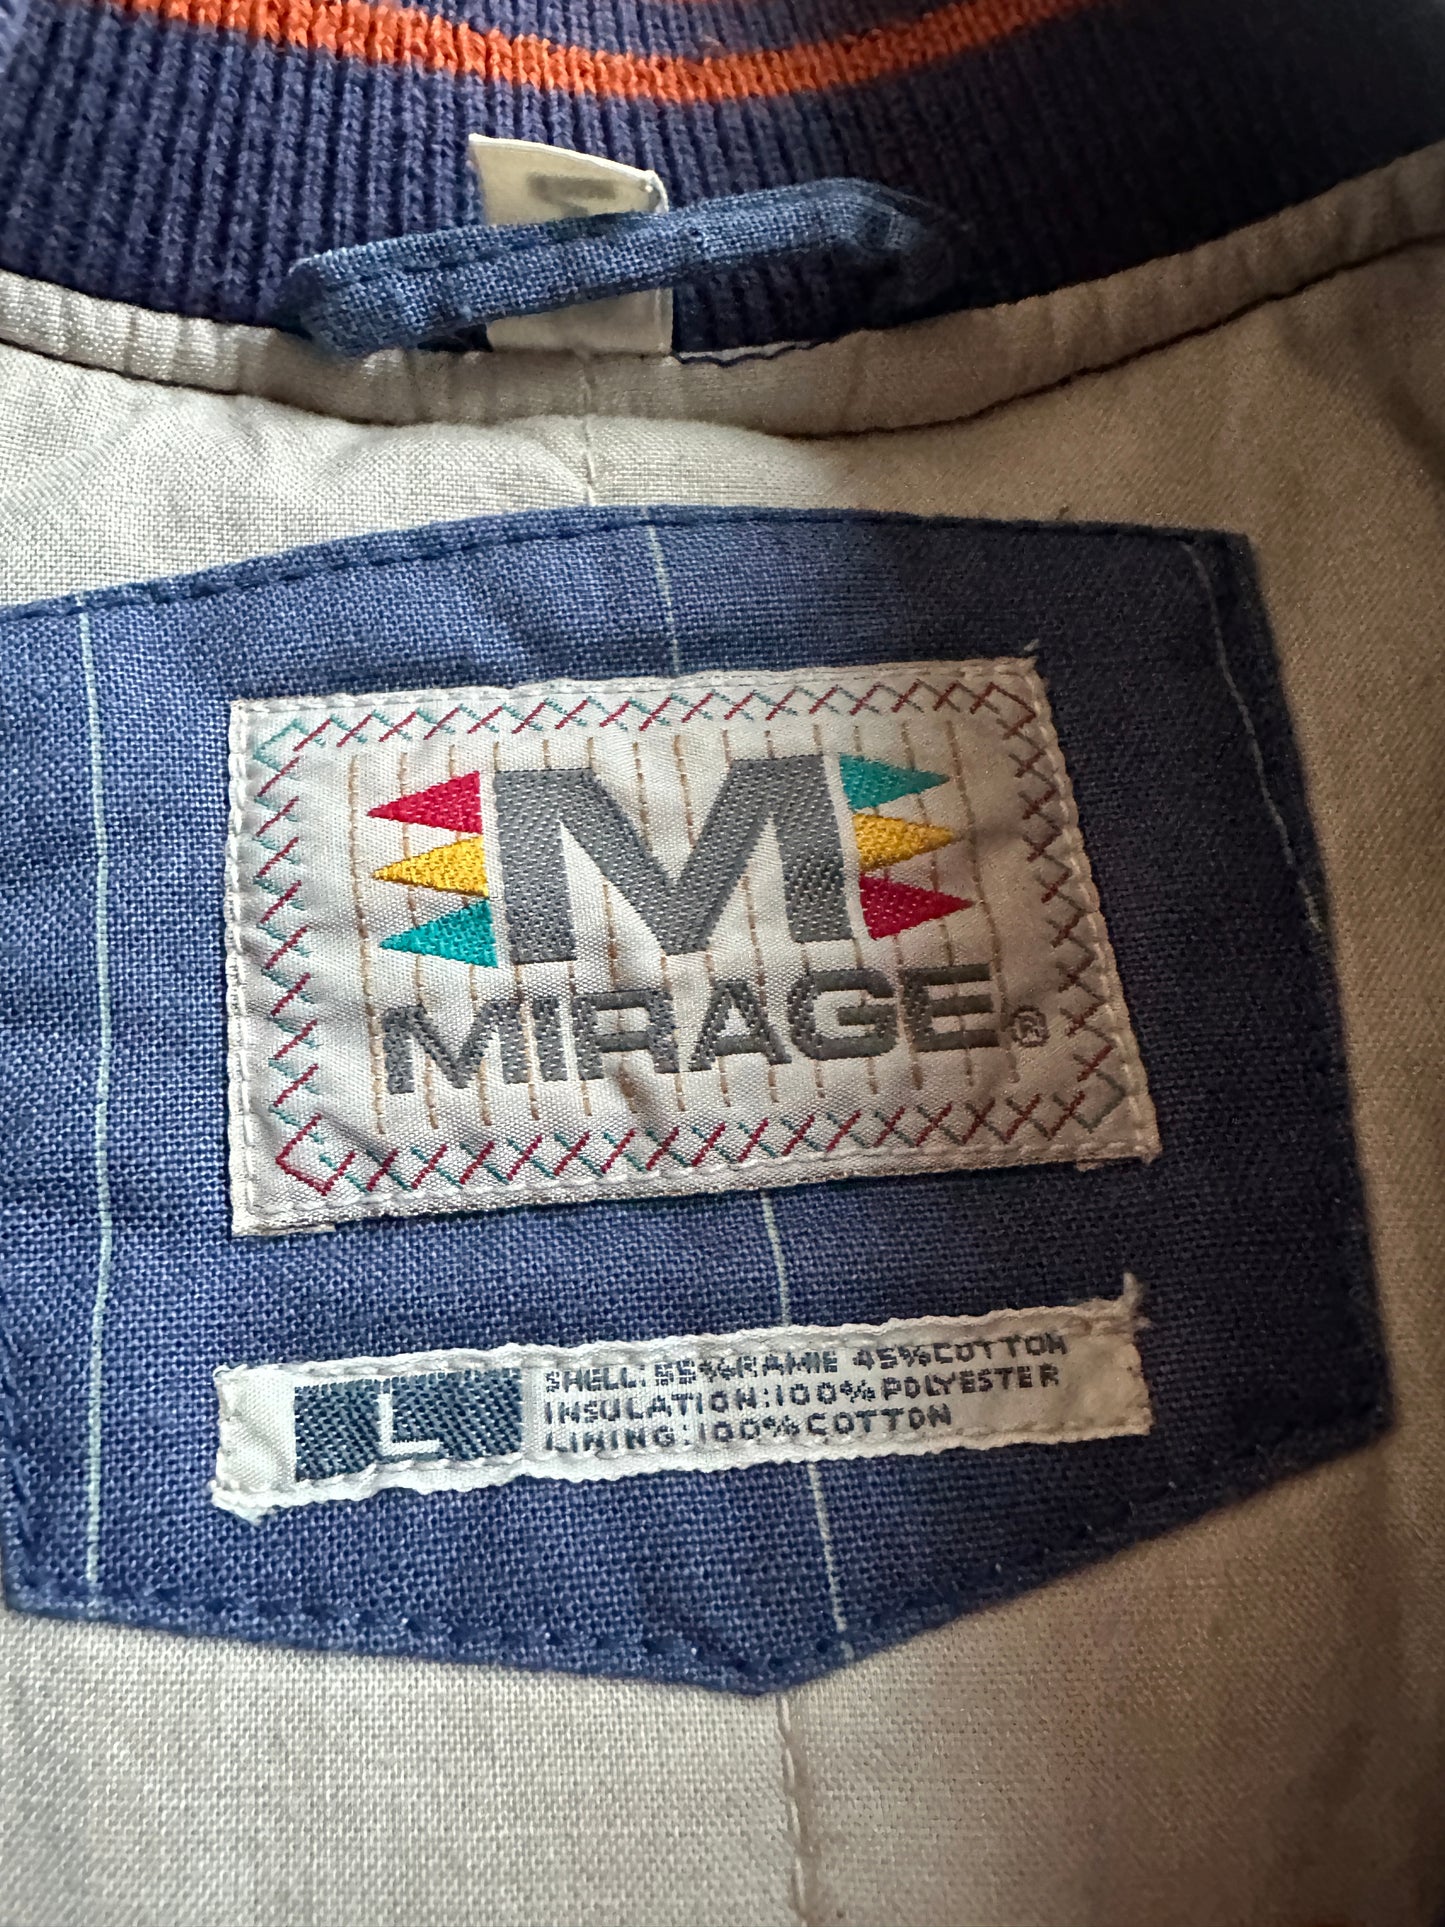 M
MIRAGE®
L
SHELL:55%RAMIE 45%COTTON
INSULATION:100%POLYESTER
LINING:100%COTTON